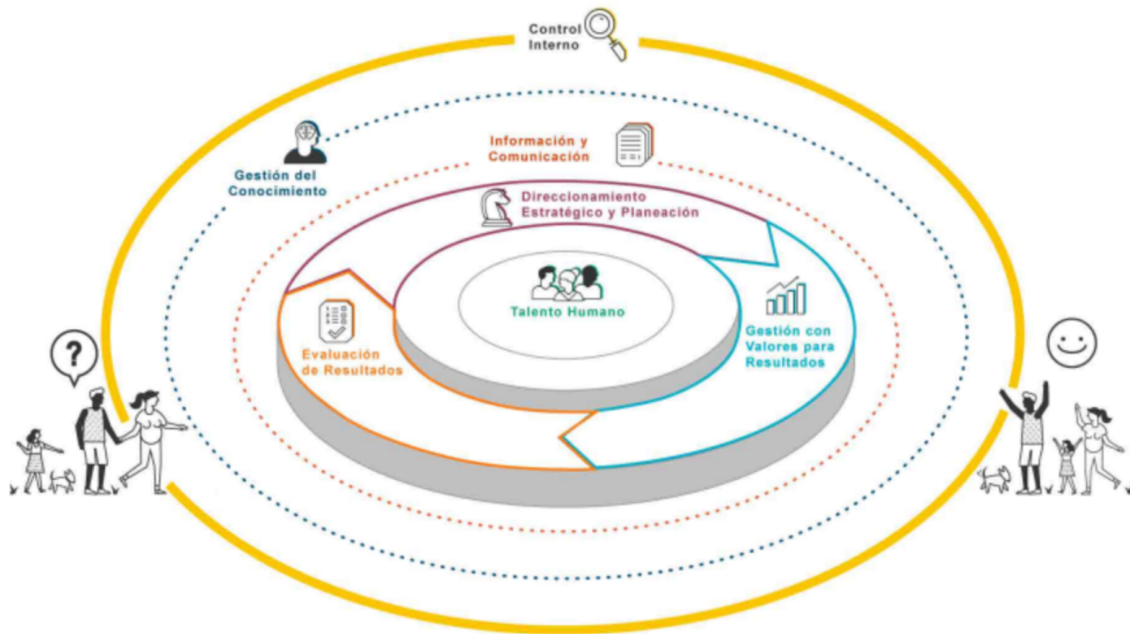 Control
Interno
Gestión del
Conocimiento
Información y
Comunicación
Direccionamiento
Estratégico y Planeación
Talento Humano
Gestión con
Valores para
Resultados
Evaluación
de Resultados
?